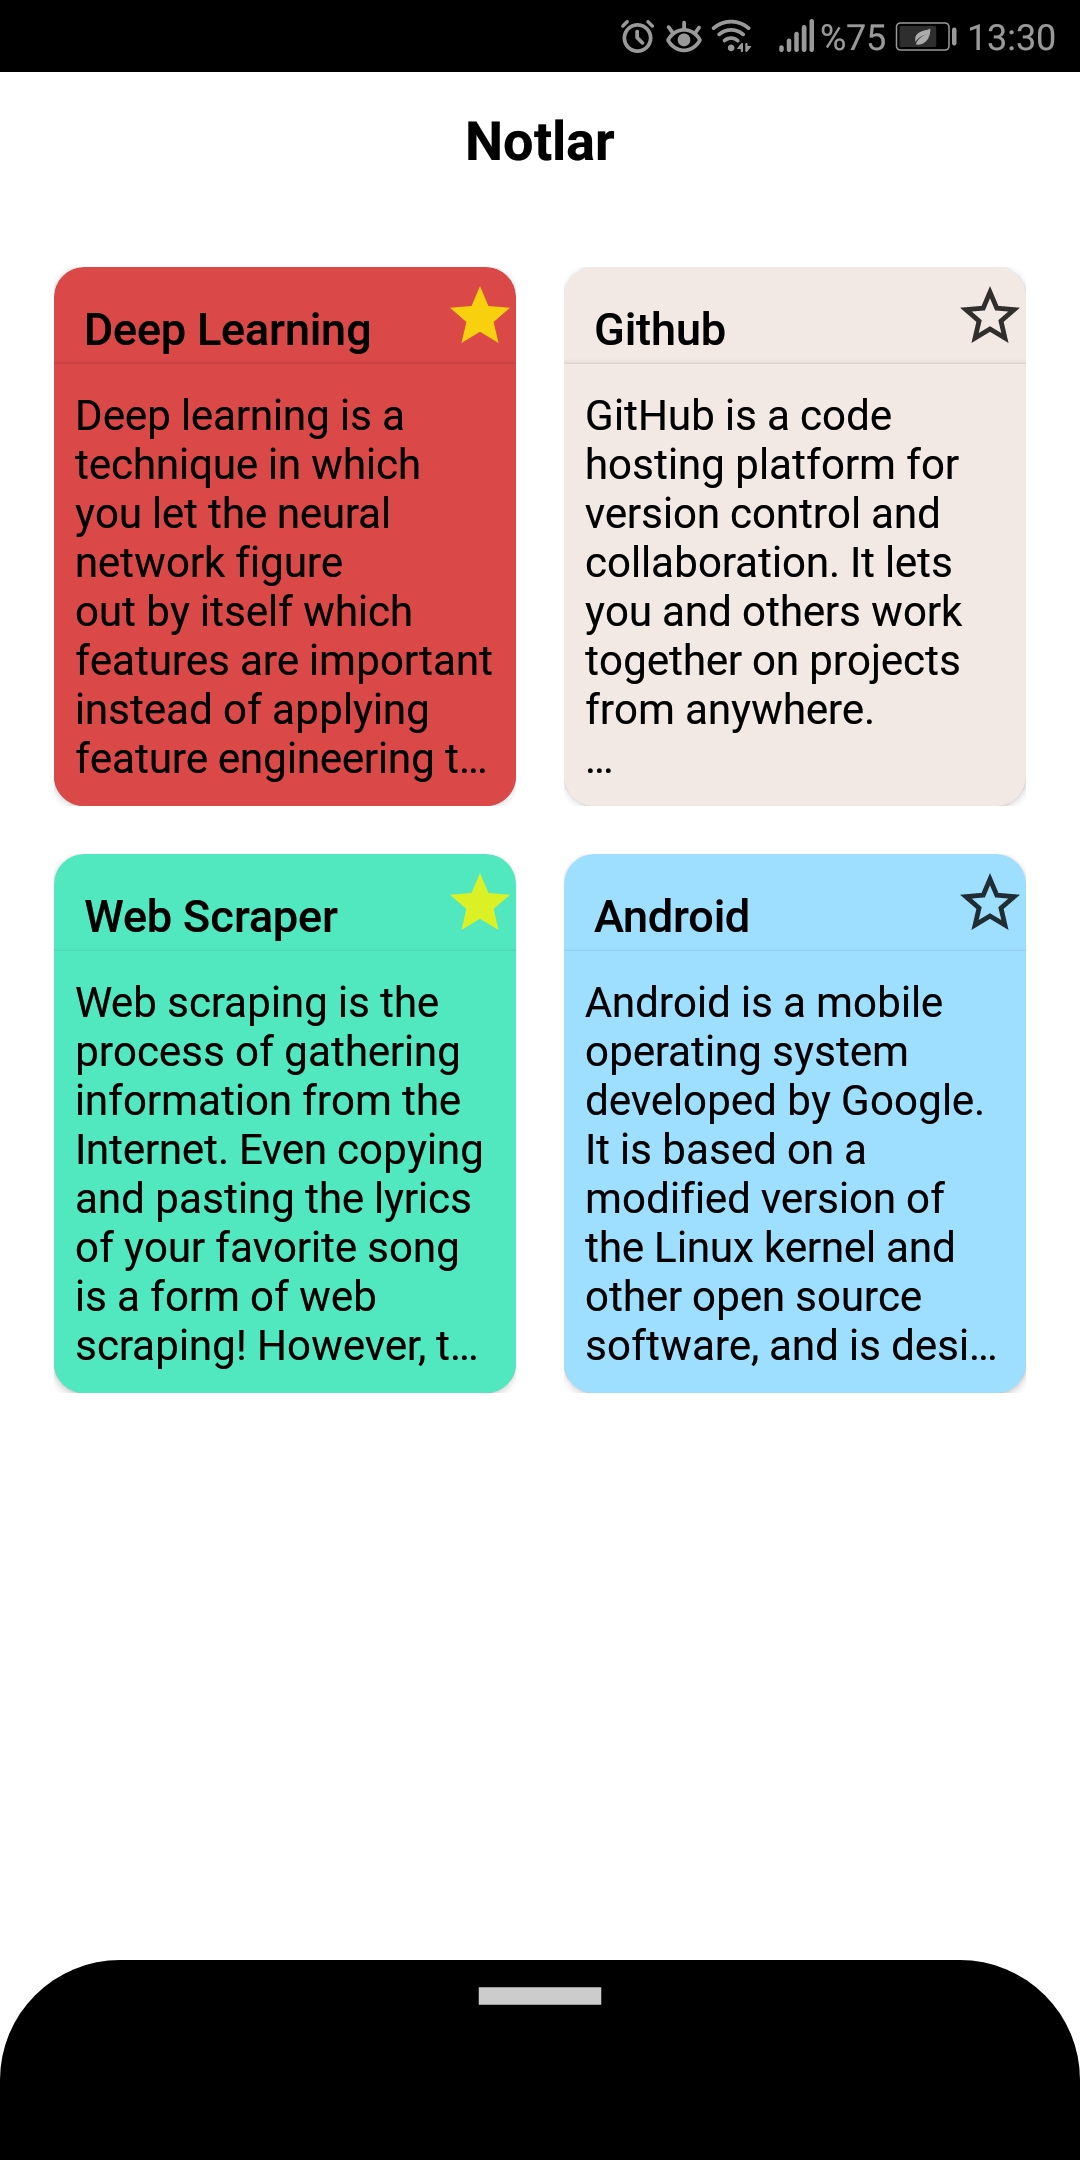 %75 13:30
Notlar
Deep Learning
Deep learning is a
technique in which
you let the neural
network figure
out by itself which
features are important
instead of applying
feature engineering t...
Github
GitHub is a code
hosting platform for
version control and
collaboration. It lets
you and others work
together on projects
from anywhere.
...
Web Scraper
Web scraping is the
process of gathering
information from the
Internet. Even copying
and pasting the lyrics
of your favorite song
is a form of web
scraping! However, t...
Android
Android is a mobile
operating system
developed by Google.
It is based on a
modified version of
the Linux kernel and
other open source
software, and is desi...